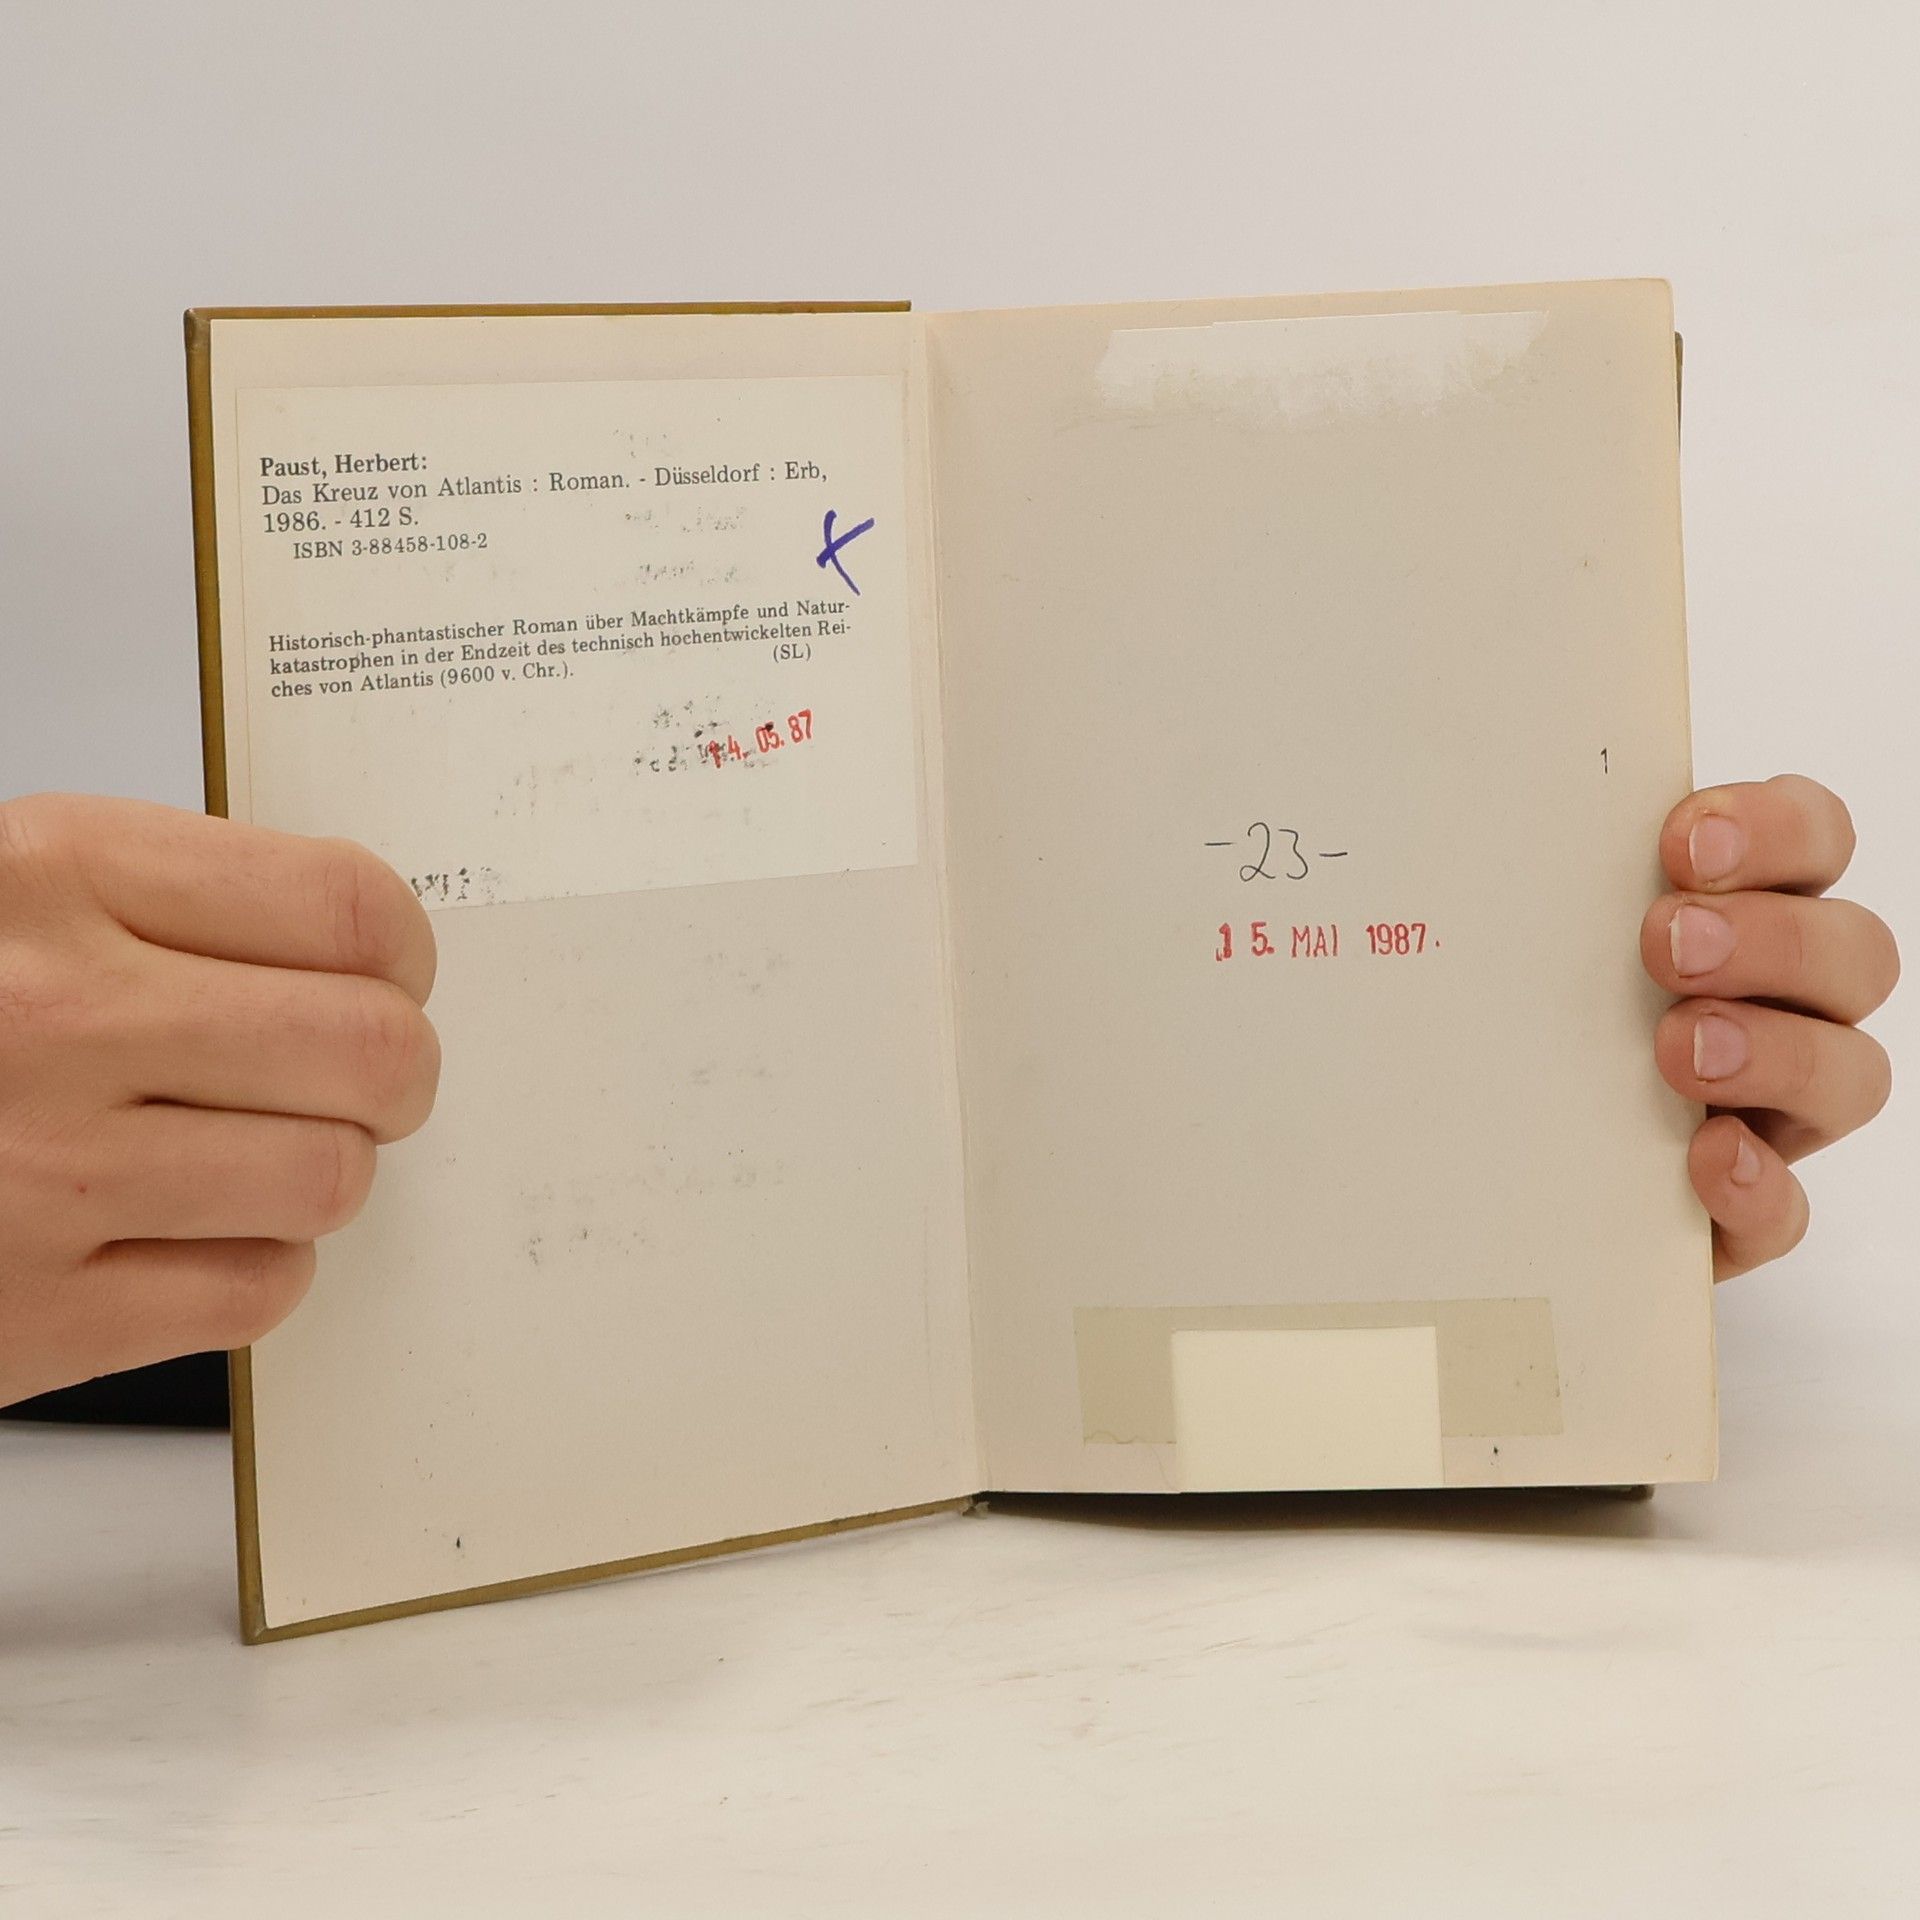 Paust, Herbert:
Das Kreuz von Atlantis : Roman. - Düsseldorf : Erb,
1986. - 412 S.
ISBN 3-88458-108-2
Historisch-phantastischer Roman über Machtkämpfe und Natur-
katastrophen in der Endzeit des technisch hochentwickelten Rei-
ches von Atlantis (9600 v. Chr.). (SL)
14. 05. 87
1
-23-
15. MAI 1987.